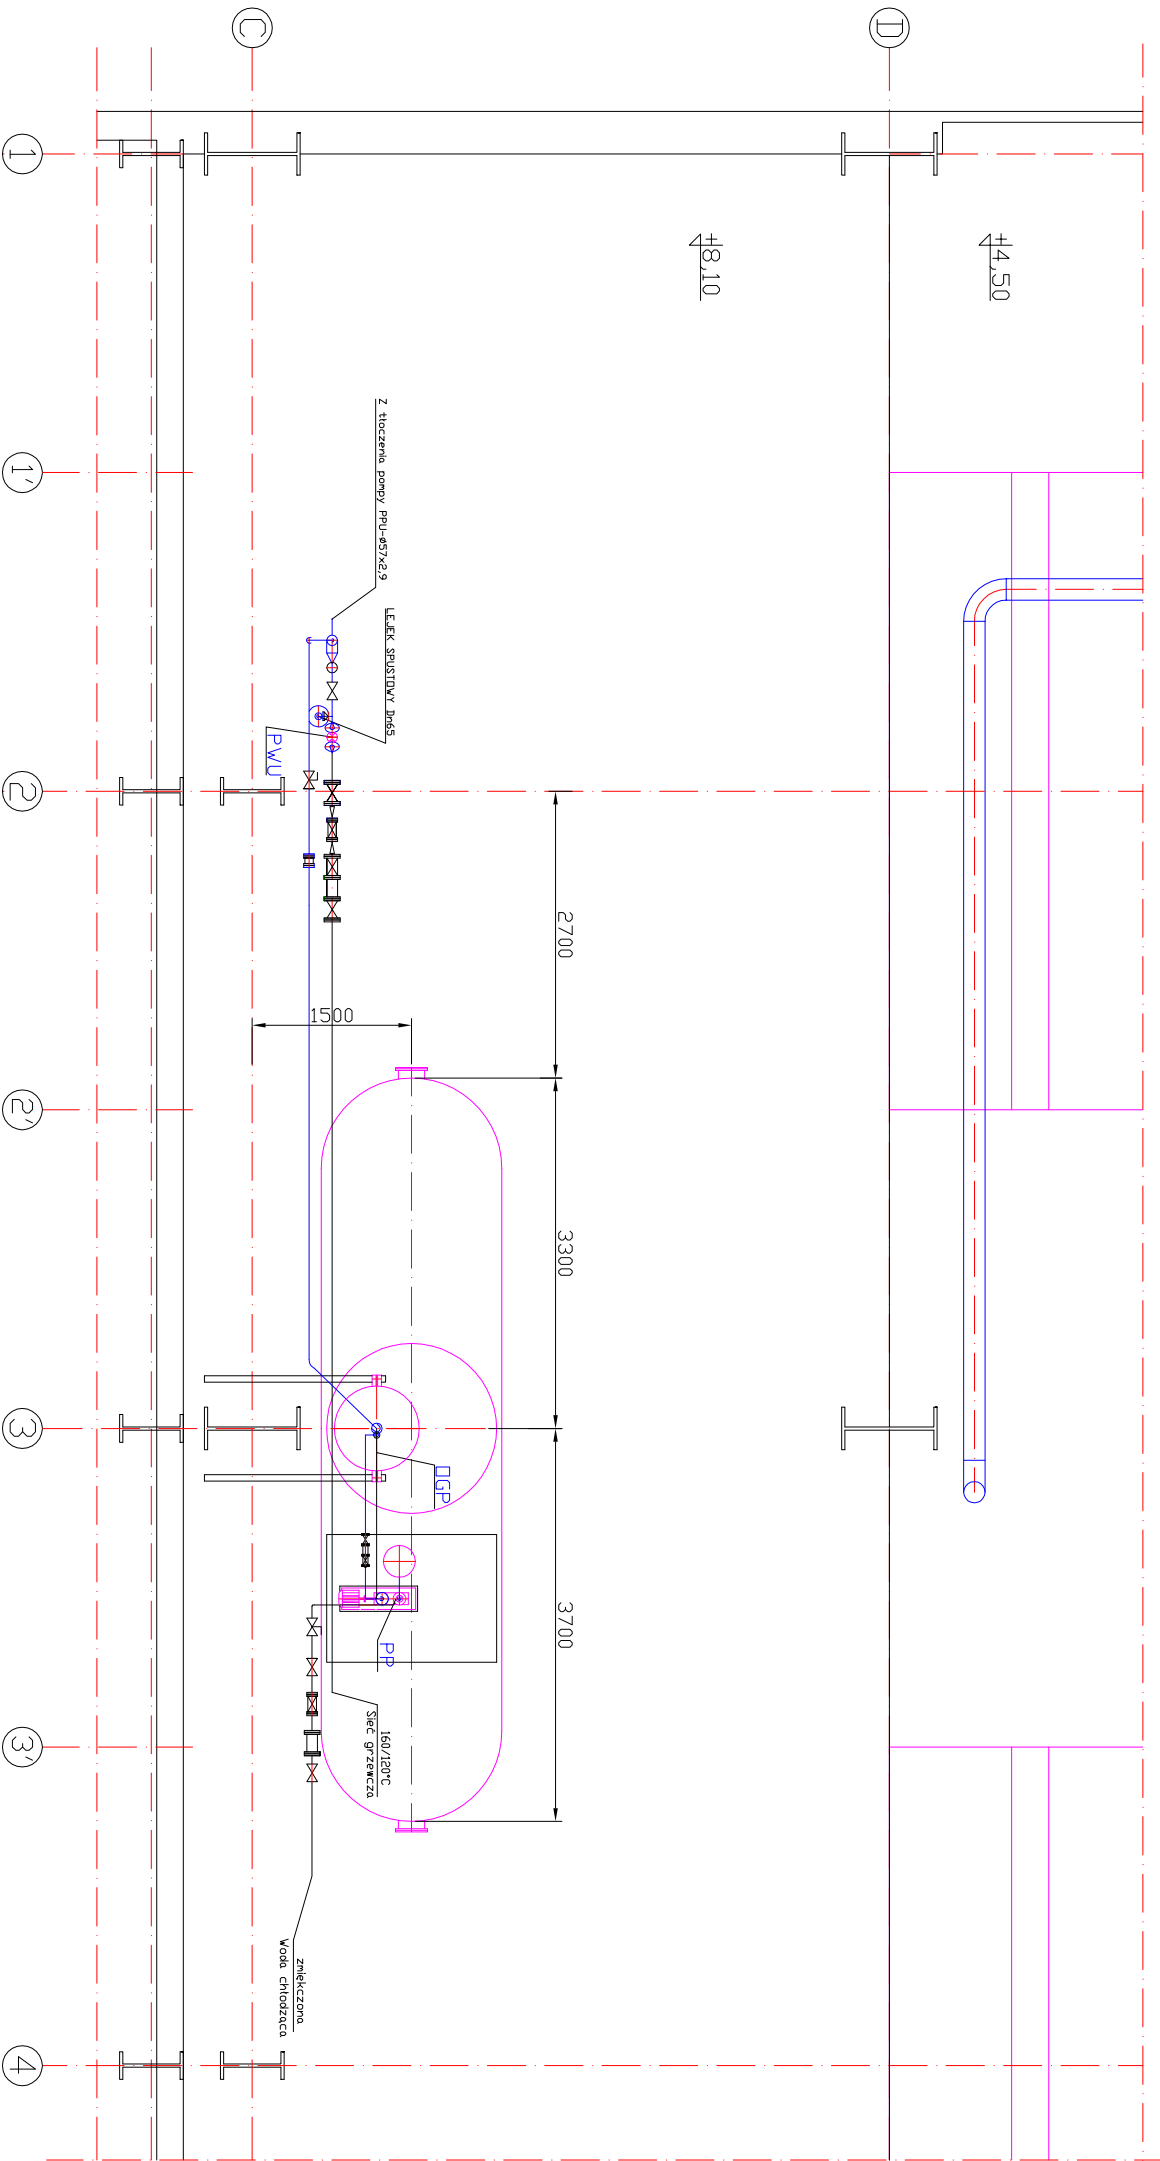 C
D
1
1'
2
2'
3
3'
4
+8,10
+4,50
Z tłoczenia pompy PPU-ø57x2,9
LEJEK SPUSTOWY Dn65
PWU
2700
1500
3300
3700
OGP
PP
160/120°C
Sieć grzewcza
zmiękczona
Woda chłodząca